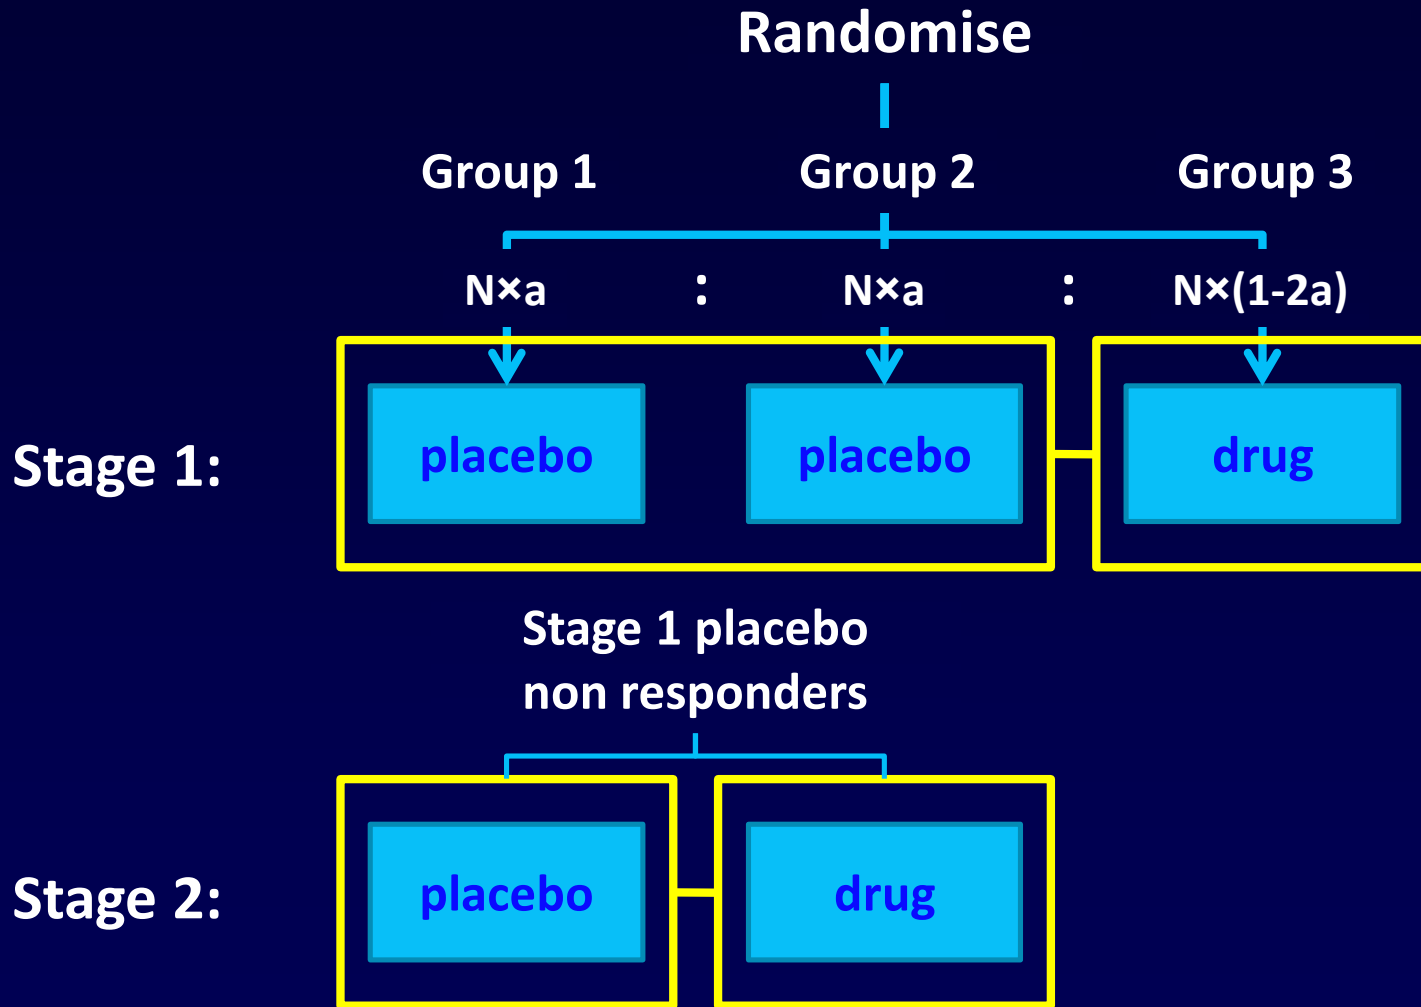 Randomise
Group 1 Group 2 Group 3
N×a : N×a : N×(1-2a)
Stage 1: placebo placebo drug
Stage 1 placebo
non responders
Stage 2: placebo drug